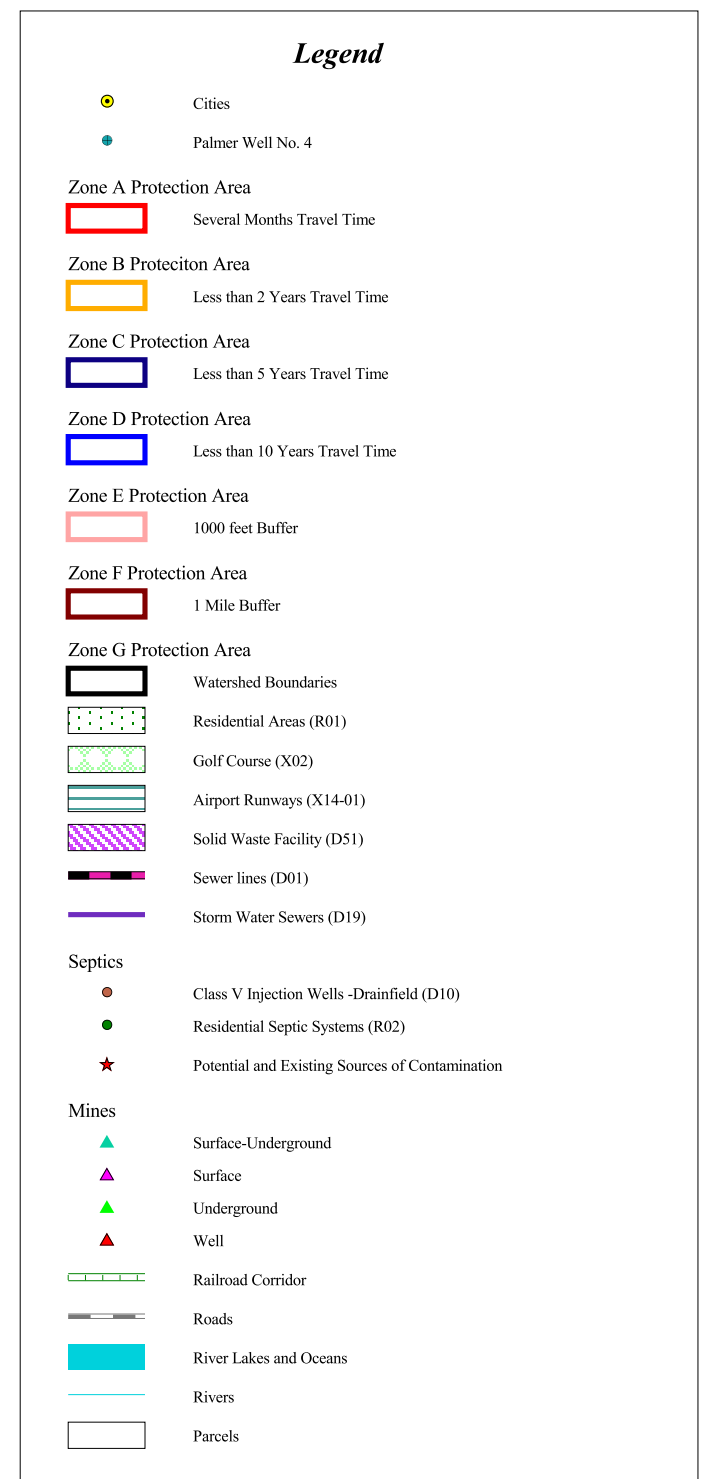 Legend
Cities
Palmer Well No. 4
Zone A Protection Area
Several Months Travel Time
Zone B Proteciton Area
Less than 2 Years Travel Time
Zone C Protection Area
Less than 5 Years Travel Time
Zone D Protection Area
Less than 10 Years Travel Time
Zone E Protection Area
1000 feet Buffer
Zone F Protection Area
1 Mile Buffer
Zone G Protection Area
Watershed Boundaries
Residential Areas (R01)
Golf Course (X02)
Airport Runways (X14-01)
Solid Waste Facility (D51)
Sewer lines (D01)
Storm Water Sewers (D19)
Septics
Class V Injection Wells -Drainfield (D10)
Residential Septic Systems (R02)
Potential and Existing Sources of Contamination
Mines
Surface-Underground
Surface
Underground
Well
Railroad Corridor
Roads
River Lakes and Oceans
Rivers
Parcels